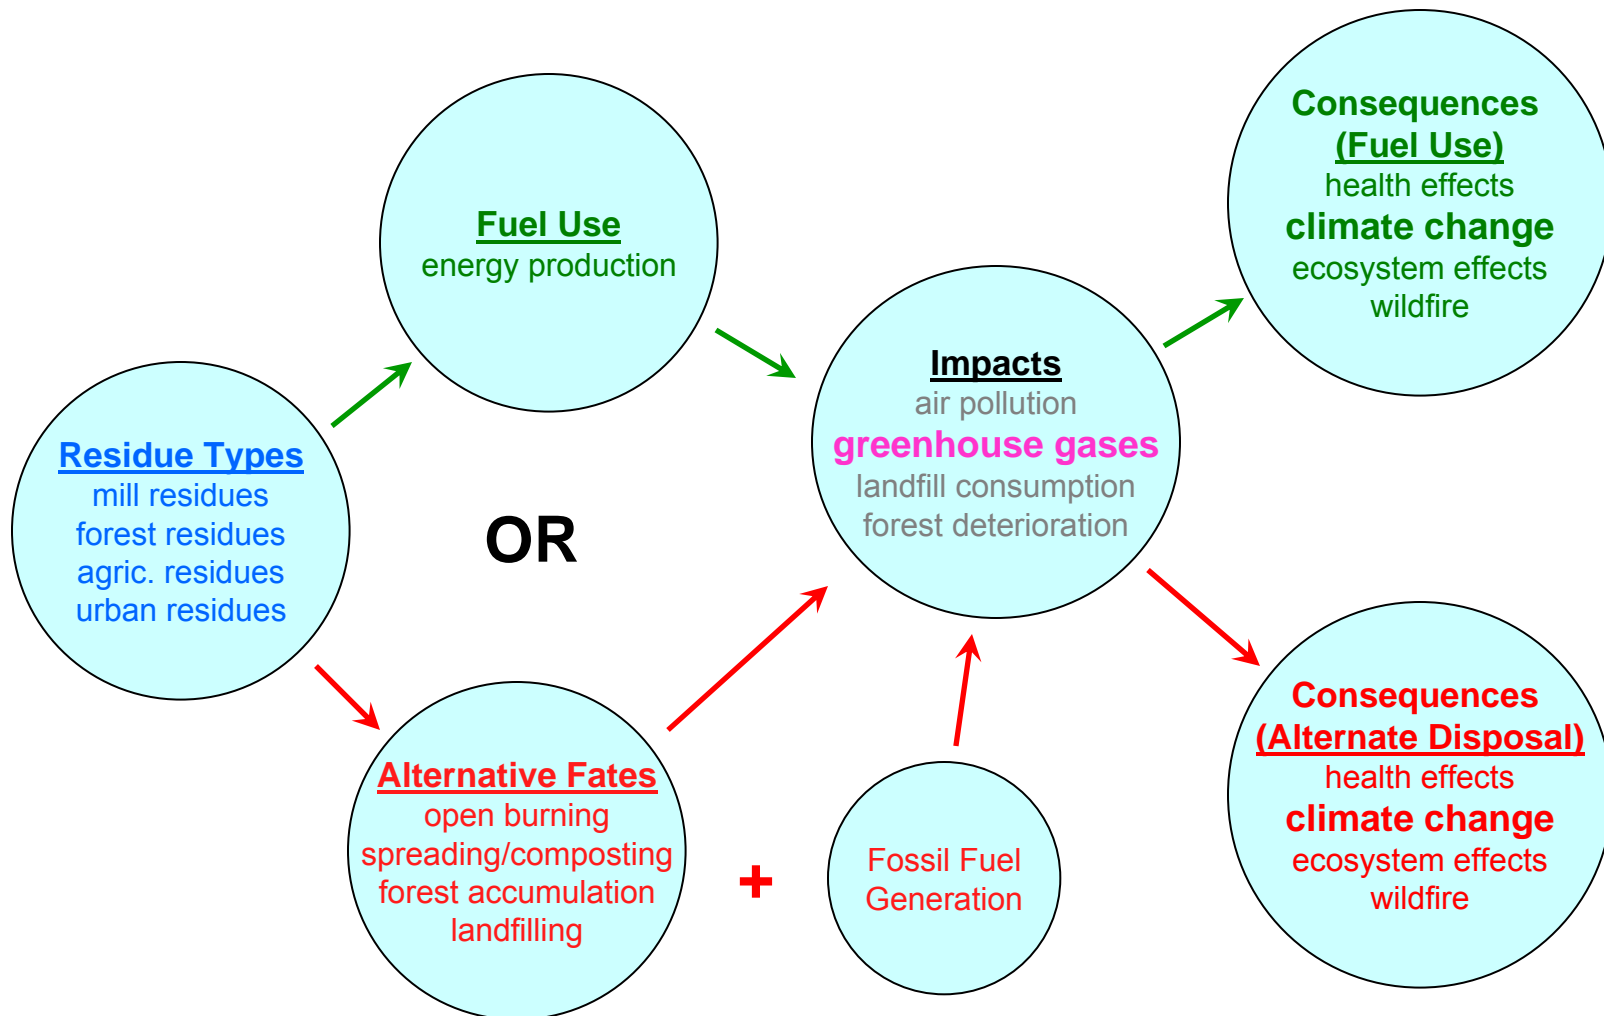 Consequences
(Fuel Use)
health effects
climate change
ecosystem effects
wildfire
Fuel Use
energy production
Impacts
air pollution
greenhouse gases
landfill consumption
forest deterioration
Residue Types
mill residues
forest residues
agric. residues
urban residues
OR
Alternative Fates
open burning
spreading/composting
forest accumulation
landfilling
+
Fossil Fuel
Generation
Consequences
(Alternate Disposal)
health effects
climate change
ecosystem effects
wildfire